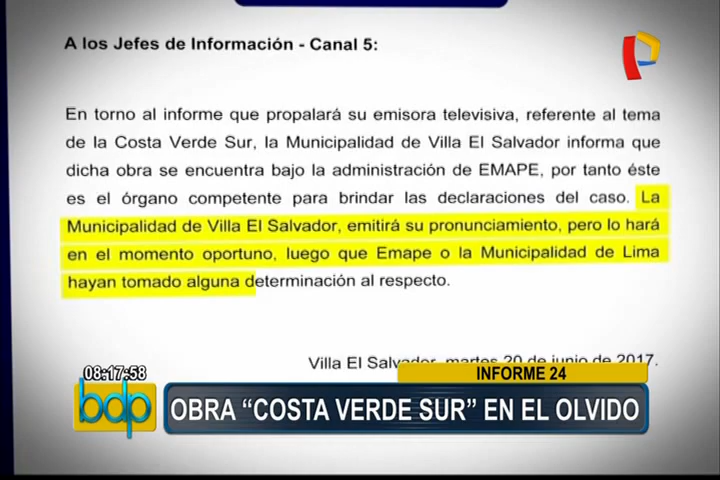 A los Jefes de Información - Canal 5:
En torno al informe que propalará su emisora televisiva, referente al tema
de la Costa Verde Sur, la Municipalidad de Villa El Salvador informa que
dicha obra se encuentra bajo la administración de EMAPE, por tanto éste
es el órgano competente para brindar las declaraciones del caso. La
Municipalidad de Villa El Salvador, emitirá su pronunciamiento, pero lo hará
en el momento oportuno, luego que Emape o la Municipalidad de Lima
hayan tomado alguna determinación al respecto.
Villa El Salvador, martes 20 de junio de 2017.
08:17:58
INFORME 24
bdp
OBRA “COSTA VERDE SUR” EN EL OLVIDO